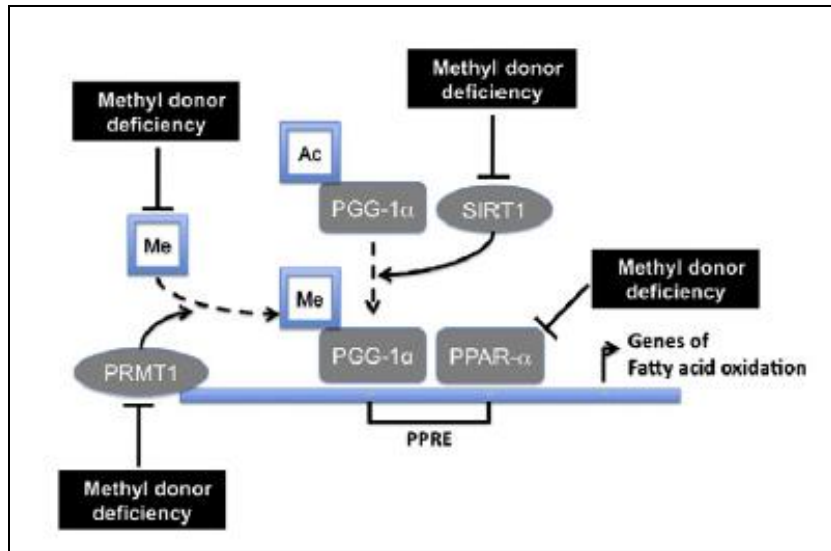 Methyl donor
deficiency
Methyl donor
deficiency
Ac
PGG-1α
SIRT1
Me
Me
Methyl donor
deficiency
PRMT1
PGG-1α
PPAR-α
Genes of
Fatty acid oxidation
PPRE
Methyl donor
deficiency